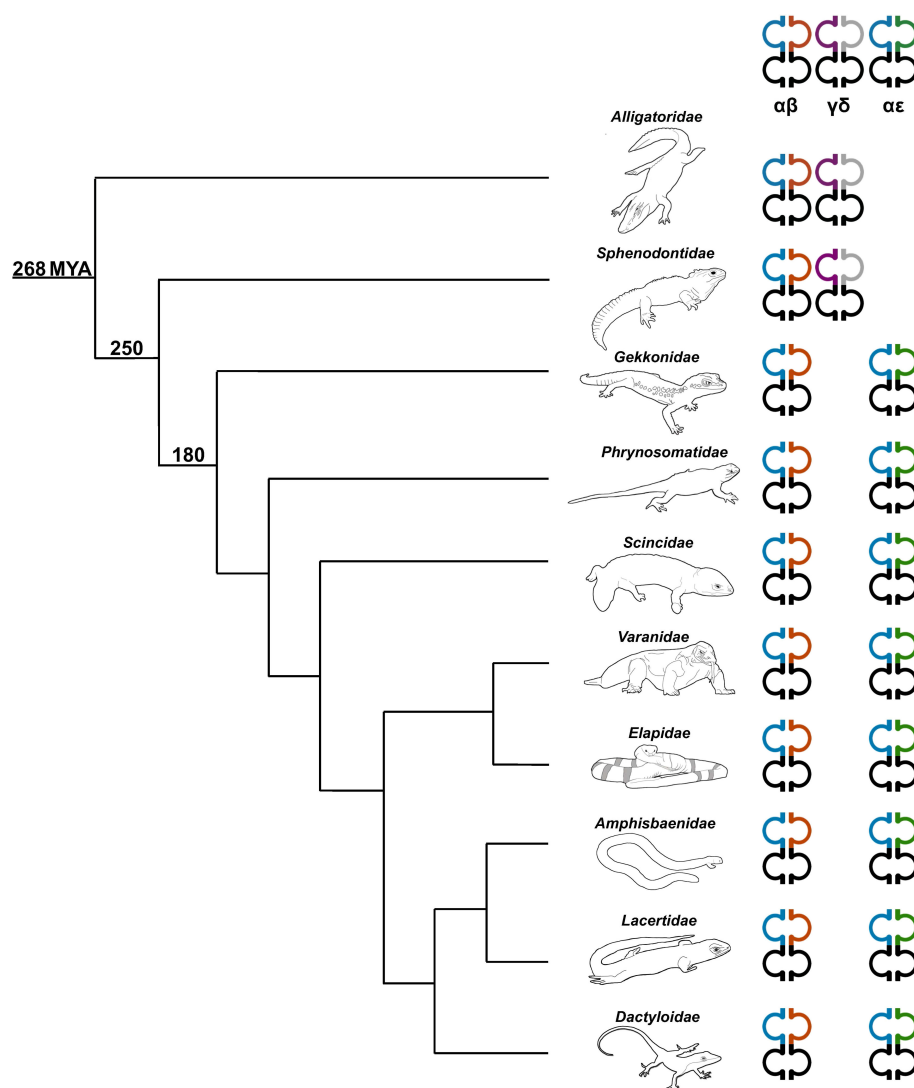 αβ γδ αε
Alligatoridae
268 MYA
Sphenodontidae
250
Gekkonidae
180
Phrynosomatidae
Scincidae
Varanidae
Elapidae
Amphisbaenidae
Lacertidae
Dactyloidae